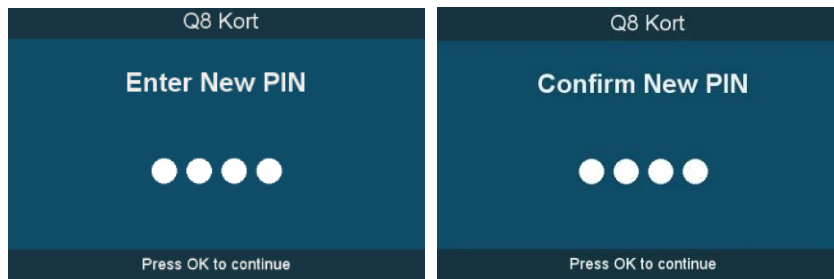 Q8 Kort
Enter New PIN
Press OK to continue
Q8 Kort
Confirm New PIN
Press OK to continue